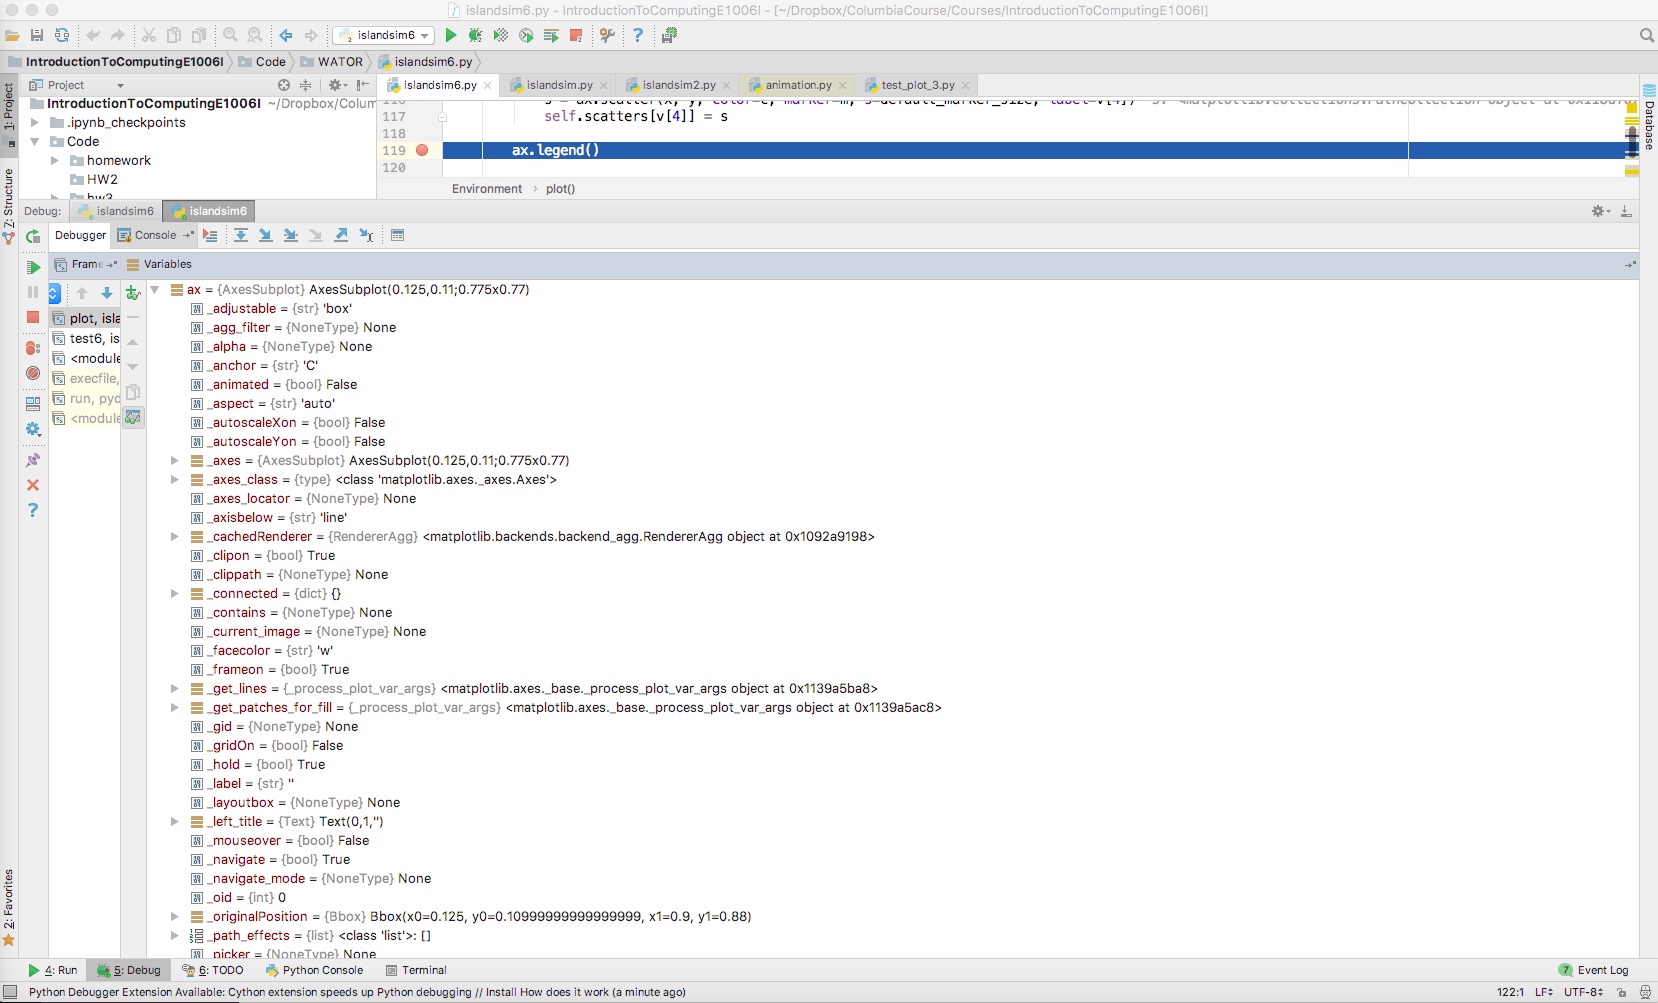 islandsim6.py - IntroductionToComputingE1006I - [~/Dropbox/ColumbiaCourse/Courses/IntroductionToComputingE1006I]
islandsim6
IntroductionToComputingE1006I Code WATOR islandsim6.py
Project
islandsim6.py islandsim.py islandsim2.py animation.py test_plot_3.py
1: Project
Z: Structure
2: Favorites
Database
IntroductionToComputingE1006I ~/Dropbox/Colum
.ipynb_checkpoints
Code
homework
HW2
hw3
116 s = ax.scatter(x, y, color=c, marker=m, s=default_marker_size, label=v[4])
117 self.scatters[v[4]] = s
118
119 ax.legend()
120
Environment › plot()
Debug: islandsim6 islandsim6
Debugger Console
Frame Variables
plot, isla
test6, is
<module
execfile,
run, pyd
<module
ax = {AxesSubplot} AxesSubplot(0.125,0.11;0.775x0.77)
_adjustable = {str} 'box'
_agg_filter = {NoneType} None
_alpha = {NoneType} None
_anchor = {str} 'C'
_animated = {bool} False
_aspect = {str} 'auto'
_autoscaleXon = {bool} False
_autoscaleYon = {bool} False
_axes = {AxesSubplot} AxesSubplot(0.125,0.11;0.775x0.77)
_axes_class = {type} <class 'matplotlib.axes._axes.Axes'>
_axes_locator = {NoneType} None
_axisbelow = {str} 'line'
_cachedRenderer = {RendererAgg} <matplotlib.backends.backend_agg.RendererAgg object at 0x1092a9198>
_clipon = {bool} True
_clippath = {NoneType} None
_connected = {dict} {}
_contains = {NoneType} None
_current_image = {NoneType} None
_facecolor = {str} 'w'
_frameon = {bool} True
_get_lines = {_process_plot_var_args} <matplotlib.axes._base._process_plot_var_args object at 0x1139a5ba8>
_get_patches_for_fill = {_process_plot_var_args} <matplotlib.axes._base._process_plot_var_args object at 0x1139a5ac8>
_gid = {NoneType} None
_gridOn = {bool} False
_hold = {bool} True
_label = {str} ''
_layoutbox = {NoneType} None
_left_title = {Text} Text(0,1,'')
_mouseover = {bool} False
_navigate = {bool} True
_navigate_mode = {NoneType} None
_oid = {int} 0
_originalPosition = {Bbox} Bbox(x0=0.125, y0=0.10999999999999999, x1=0.9, y1=0.88)
_path_effects = {list} <class 'list'>: []
_picker = {NoneType} None
4: Run 5: Debug 6: TODO Python Console Terminal 7 Event Log
Python Debugger Extension Available: Cython extension speeds up Python debugging // Install How does it work (a minute ago) 122:1 LF UTF-8